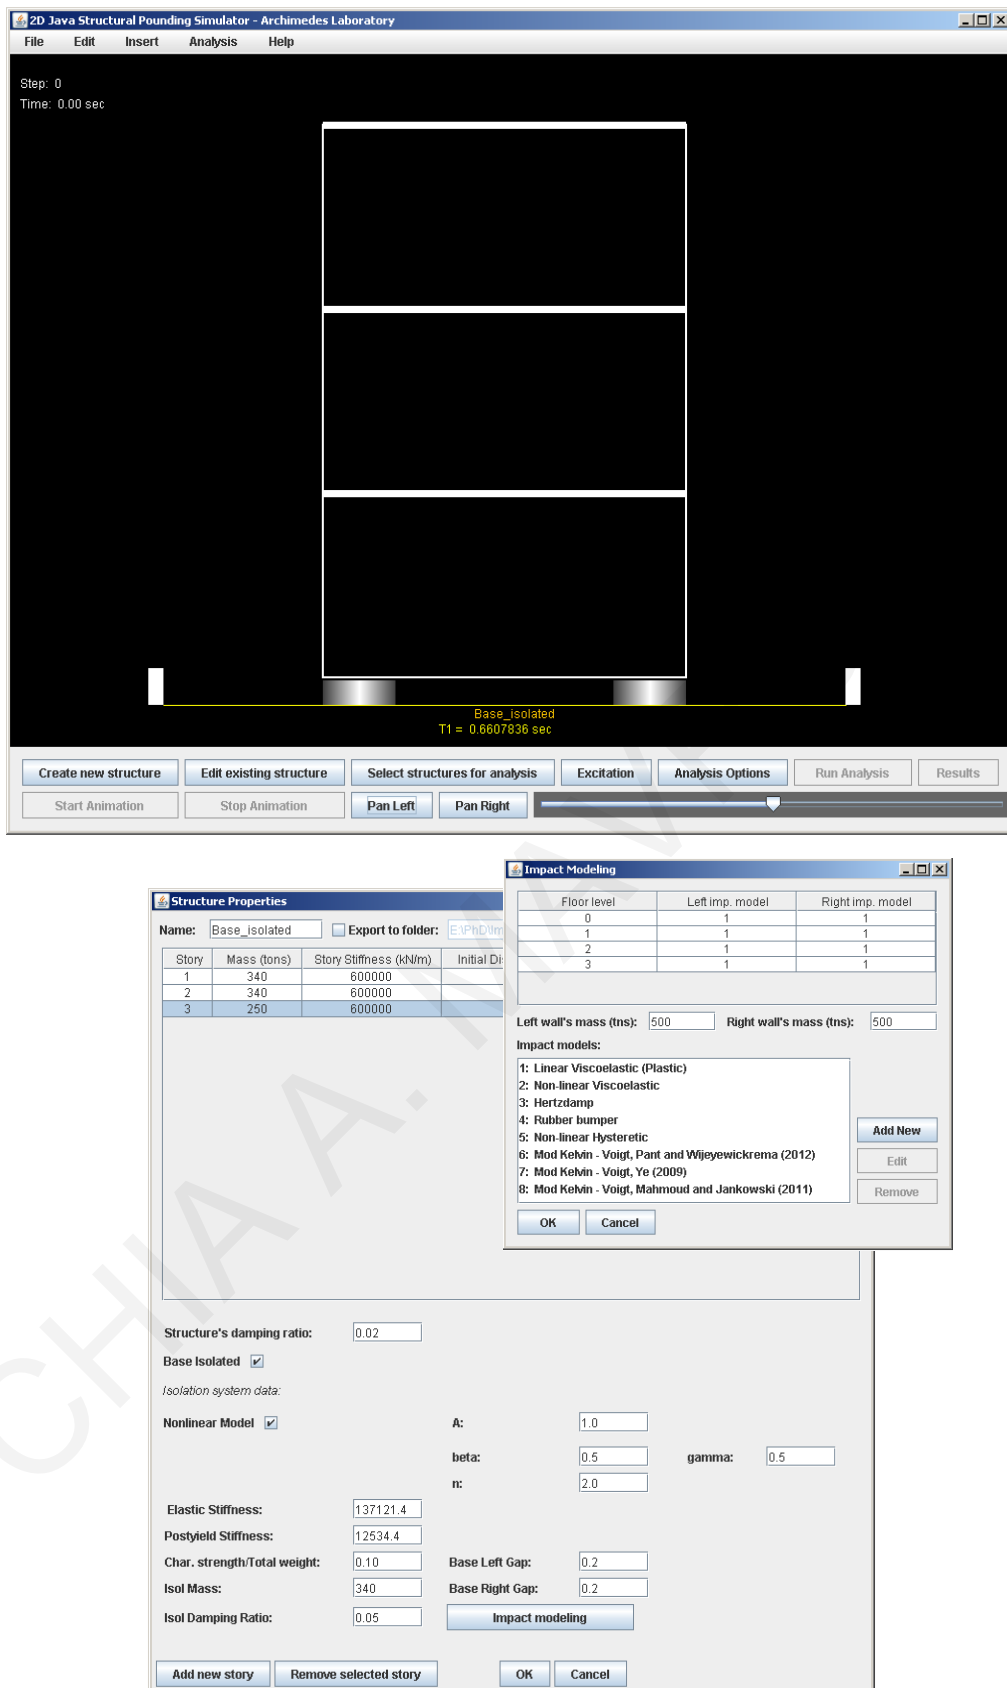 2D Java Structural Pounding Simulator - Archimedes Laboratory
File Edit Insert Analysis Help
Step: 0
Time: 0.00 sec
Base_isolated
T1 = 0.6607836 sec
Create new structure Edit existing structure Select structures for analysis Excitation Analysis Options Run Analysis Results
Start Animation Stop Animation Pan Left Pan Right
Impact Modeling
Floor level Left imp. model Right imp. model
0 1 1
1 1 1
2 1 1
3 1 1
Left wall's mass (tns): 500 Right wall's mass (tns): 500
Impact models:
1: Linear Viscoelastic (Plastic)
2: Non-linear Viscoelastic
3: Hertzdamp
4: Rubber bumper
5: Non-linear Hysteretic
6: Mod Kelvin - Voigt, Pant and Wijeyewickrema (2012)
7: Mod Kelvin - Voigt, Ye (2009)
8: Mod Kelvin - Voigt, Mahmoud and Jankowski (2011)
Add New
Edit
Remove
OK Cancel
Structure Properties
Name: Base_isolated Export to folder: E:\PhD\Im
Story Mass (tons) Story Stiffness (kN/m) Initial Dis
1 340 600000
2 340 600000
3 250 600000
Structure's damping ratio: 0.02
Base Isolated
Isolation system data:
Nonlinear Model A: 1.0
beta: 0.5 gamma: 0.5
n: 2.0
Elastic Stiffness: 137121.4
Postyield Stiffness: 12534.4
Char. strength/Total weight: 0.10 Base Left Gap: 0.2
Isol Mass: 340 Base Right Gap: 0.2
Isol Damping Ratio: 0.05 Impact modeling
Add new story Remove selected story OK Cancel